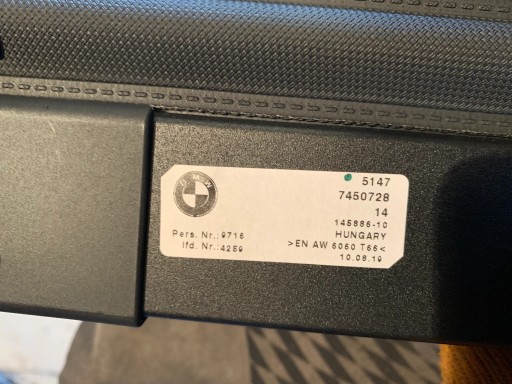 BMW
5147
7450728
14
145886-10
Pers. Nr.:9716 HUNGARY
lfd. Nr.:4259 >EN AW 6060 T66<
10.08.19